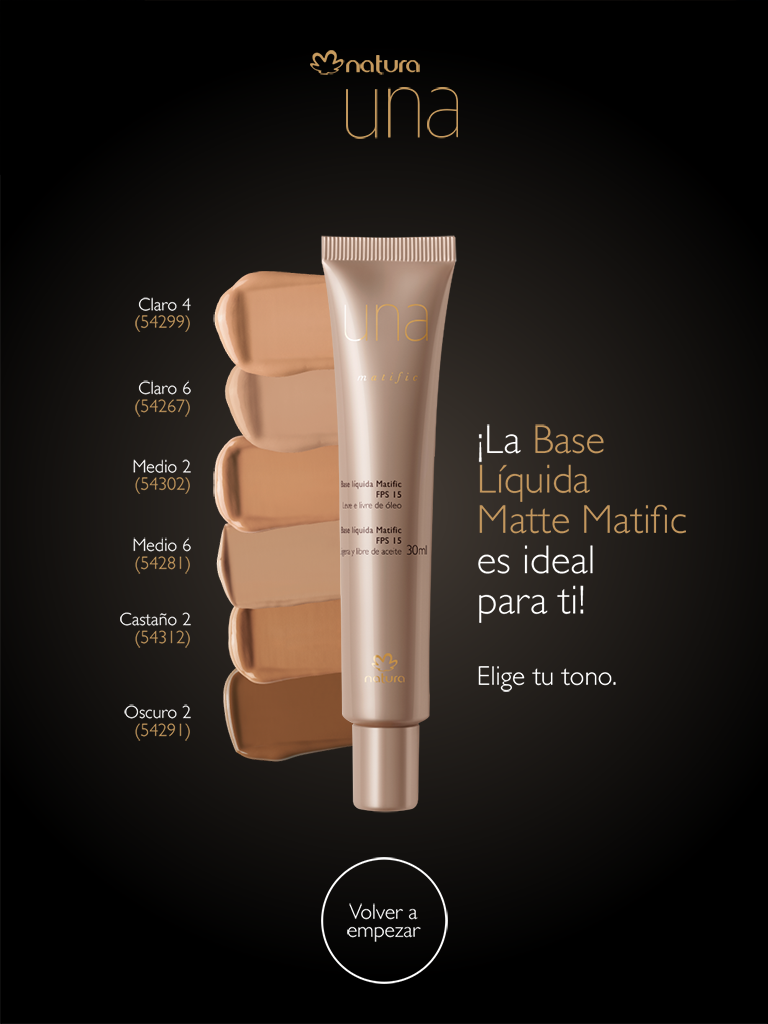 natura
una
Claro 4
(54299)
Claro 6
(54267)
Medio 2
(54302)
Medio 6
(54281)
Castaño 2
(54312)
Oscuro 2
(54291)
una
matific
Base líquida Matific
FPS 15
Leve e livre de óleo
Base líquida Matific
FPS 15
y libre de aceite 30ml
natura
¡La Base
Líquida
Matte Matific
es ideal
para ti!
Elige tu tono.
Volver a
empezar